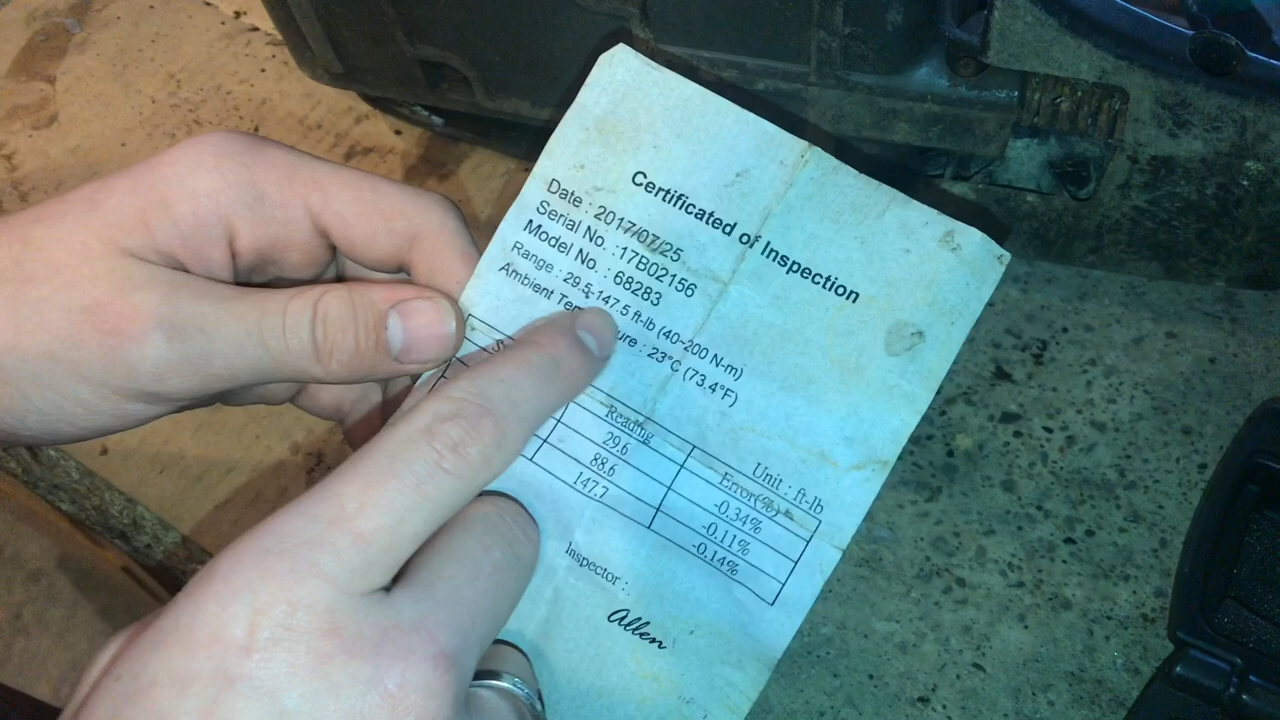 Certificated of Inspection
Date : 2017/07/25
Serial No. :17B02156
Model No. : 68283
Range : 29.5-147.5 ft-lb (40-200 N-m)
Ambient : 23°C (73.4°F)
Unit : ft-lb
Reading Error(%)
29.6 -0.34%
88.6 -0.11%
147.7 -0.14%
Inspector :
Allen